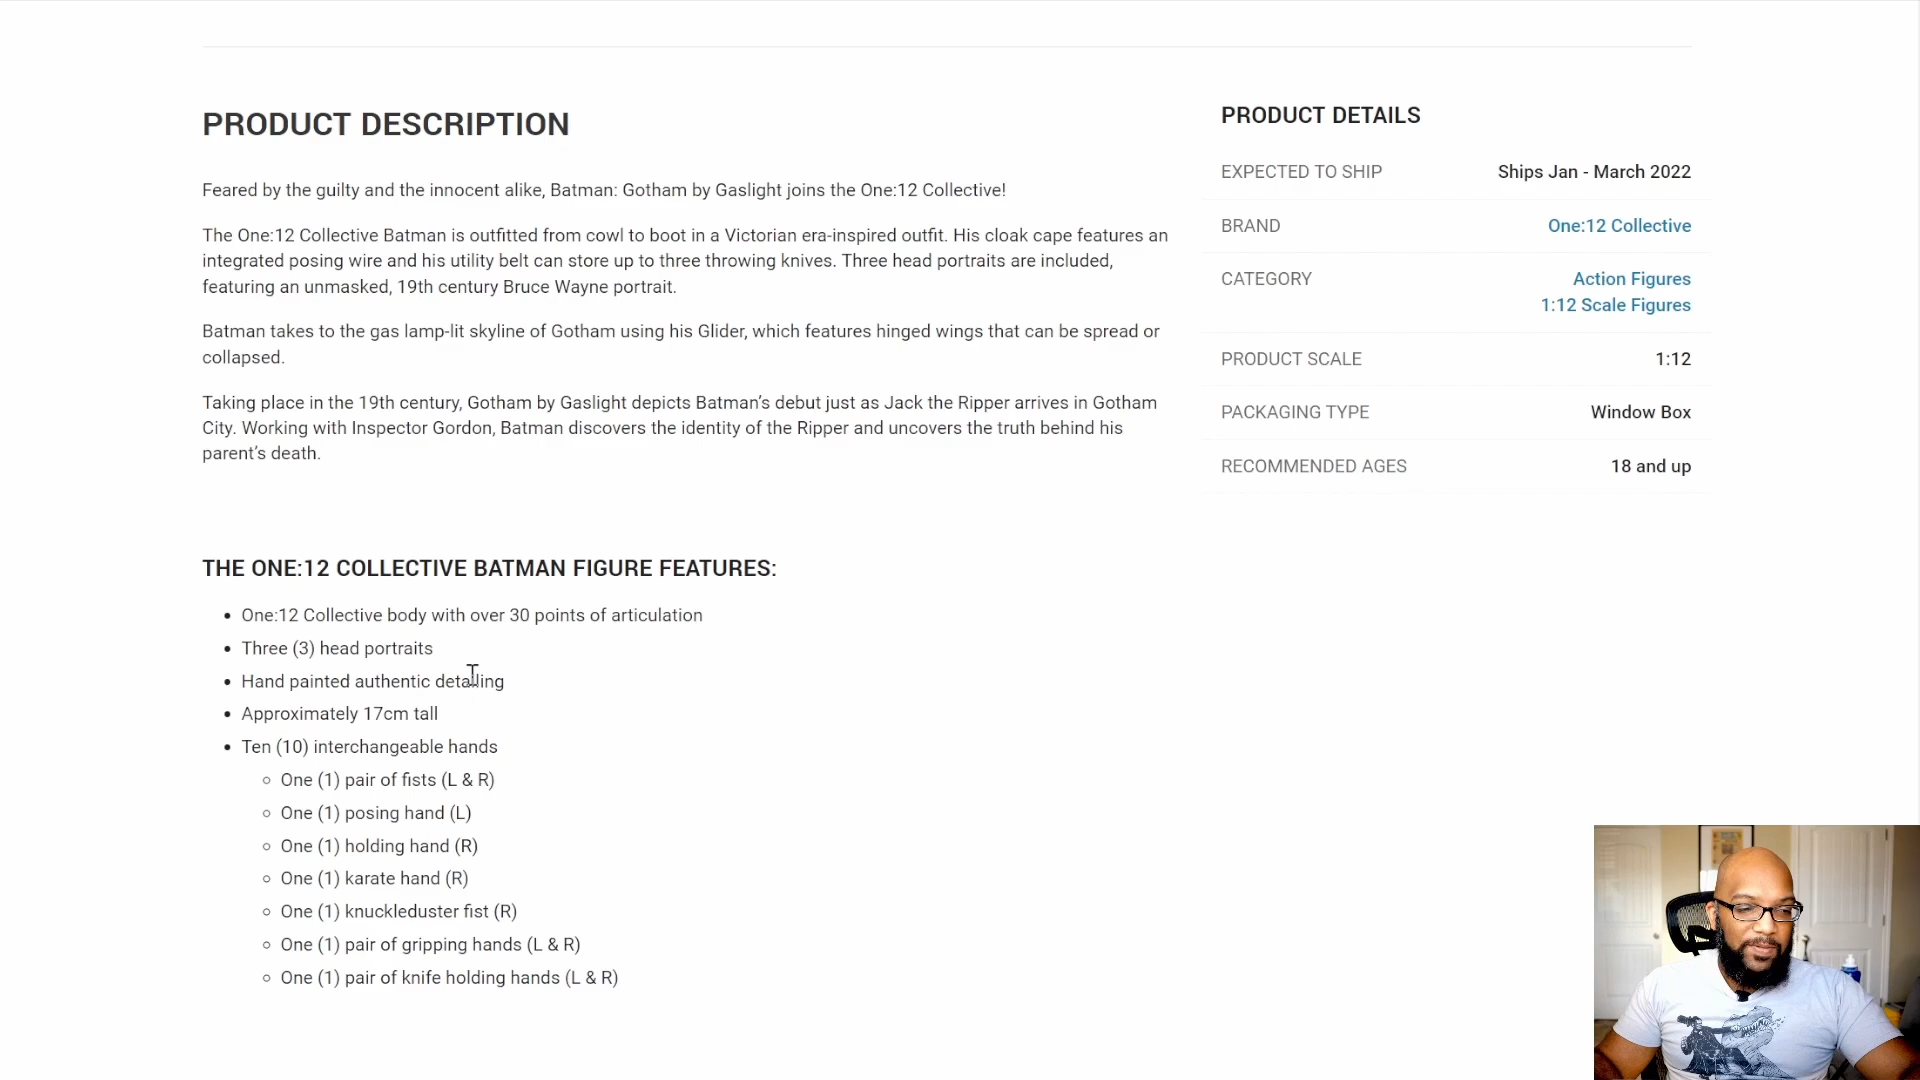 PRODUCT DESCRIPTION
Feared by the guilty and the innocent alike, Batman: Gotham by Gaslight joins the One:12 Collective!
The One:12 Collective Batman is outfitted from cowl to boot in a Victorian era-inspired outfit. His cloak cape features an
integrated posing wire and his utility belt can store up to three throwing knives. Three head portraits are included,
featuring an unmasked, 19th century Bruce Wayne portrait.
Batman takes to the gas lamp-lit skyline of Gotham using his Glider, which features hinged wings that can be spread or
collapsed.
Taking place in the 19th century, Gotham by Gaslight depicts Batman’s debut just as Jack the Ripper arrives in Gotham
City. Working with Inspector Gordon, Batman discovers the identity of the Ripper and uncovers the truth behind his
parent’s death.
THE ONE:12 COLLECTIVE BATMAN FIGURE FEATURES:
One:12 Collective body with over 30 points of articulation
Three (3) head portraits
Hand painted authentic detailing
Approximately 17cm tall
Ten (10) interchangeable hands
One (1) pair of fists (L & R)
One (1) posing hand (L)
One (1) holding hand (R)
One (1) karate hand (R)
One (1) knuckleduster fist (R)
One (1) pair of gripping hands (L & R)
One (1) pair of knife holding hands (L & R)
PRODUCT DETAILS
EXPECTED TO SHIP Ships Jan - March 2022
BRAND One:12 Collective
CATEGORY Action Figures
1:12 Scale Figures
PRODUCT SCALE 1:12
PACKAGING TYPE Window Box
RECOMMENDED AGES 18 and up